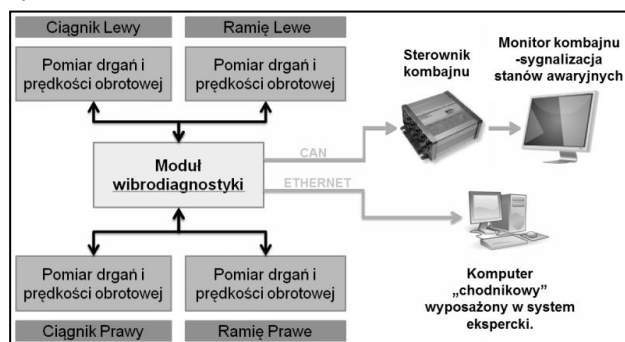 Ciągnik Lewy
Ramię Lewe
Pomiar drgań i
prędkości obrotowej
Pomiar drgań i
prędkości obrotowej
Sterownik
kombajnu
Monitor kombajnu
-sygnalizacja
stanów awaryjnych
Moduł
wibrodiagnostyki
CAN
ETHERNET
Pomiar drgań i
prędkości obrotowej
Pomiar drgań i
prędkości obrotowej
Ciągnik Prawy
Ramię Prawe
Komputer
„chodnikowy”
wyposażony w system
ekspercki.